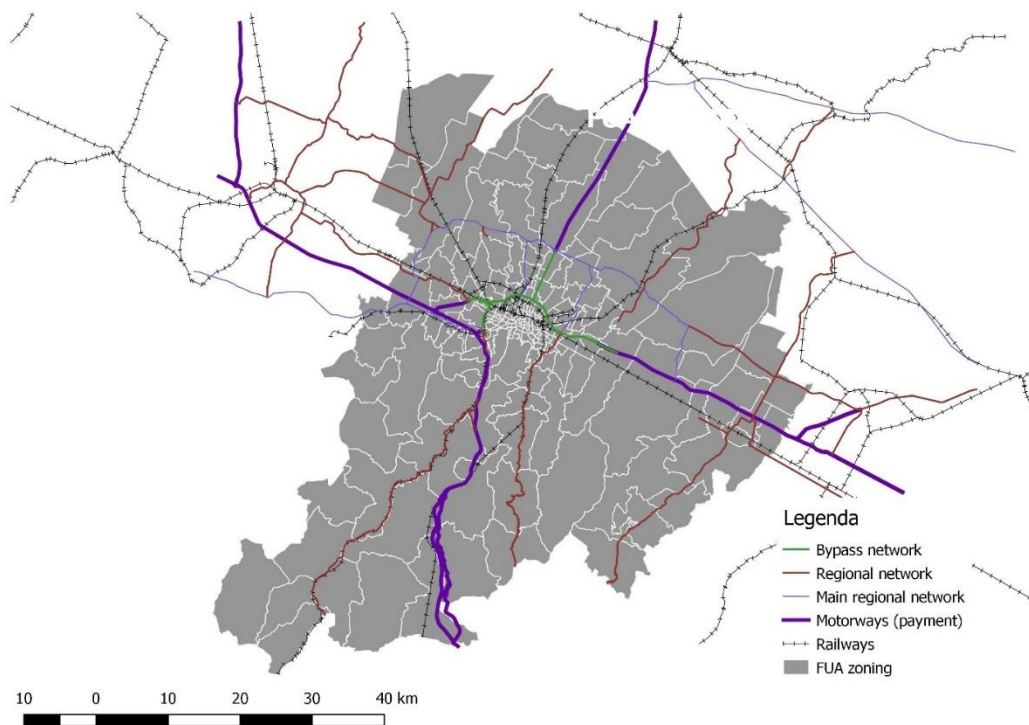 Legenda
Bypass network
Regional network
Main regional network
Motorways (payment)
Railways
FUA zoning
10 0 10 20 30 40 km